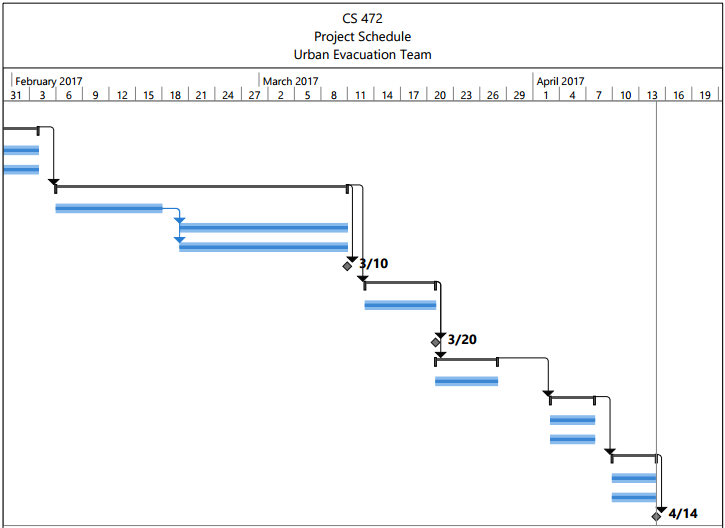 CS 472
Project Schedule
Urban Evacuation Team
February 2017 March 2017 April 2017
31 3 6 9 12 15 18 21 24 27 2 5 8 11 14 17 20 23 26 29 1 4 7 10 13 16 19
3/10
3/20
4/14